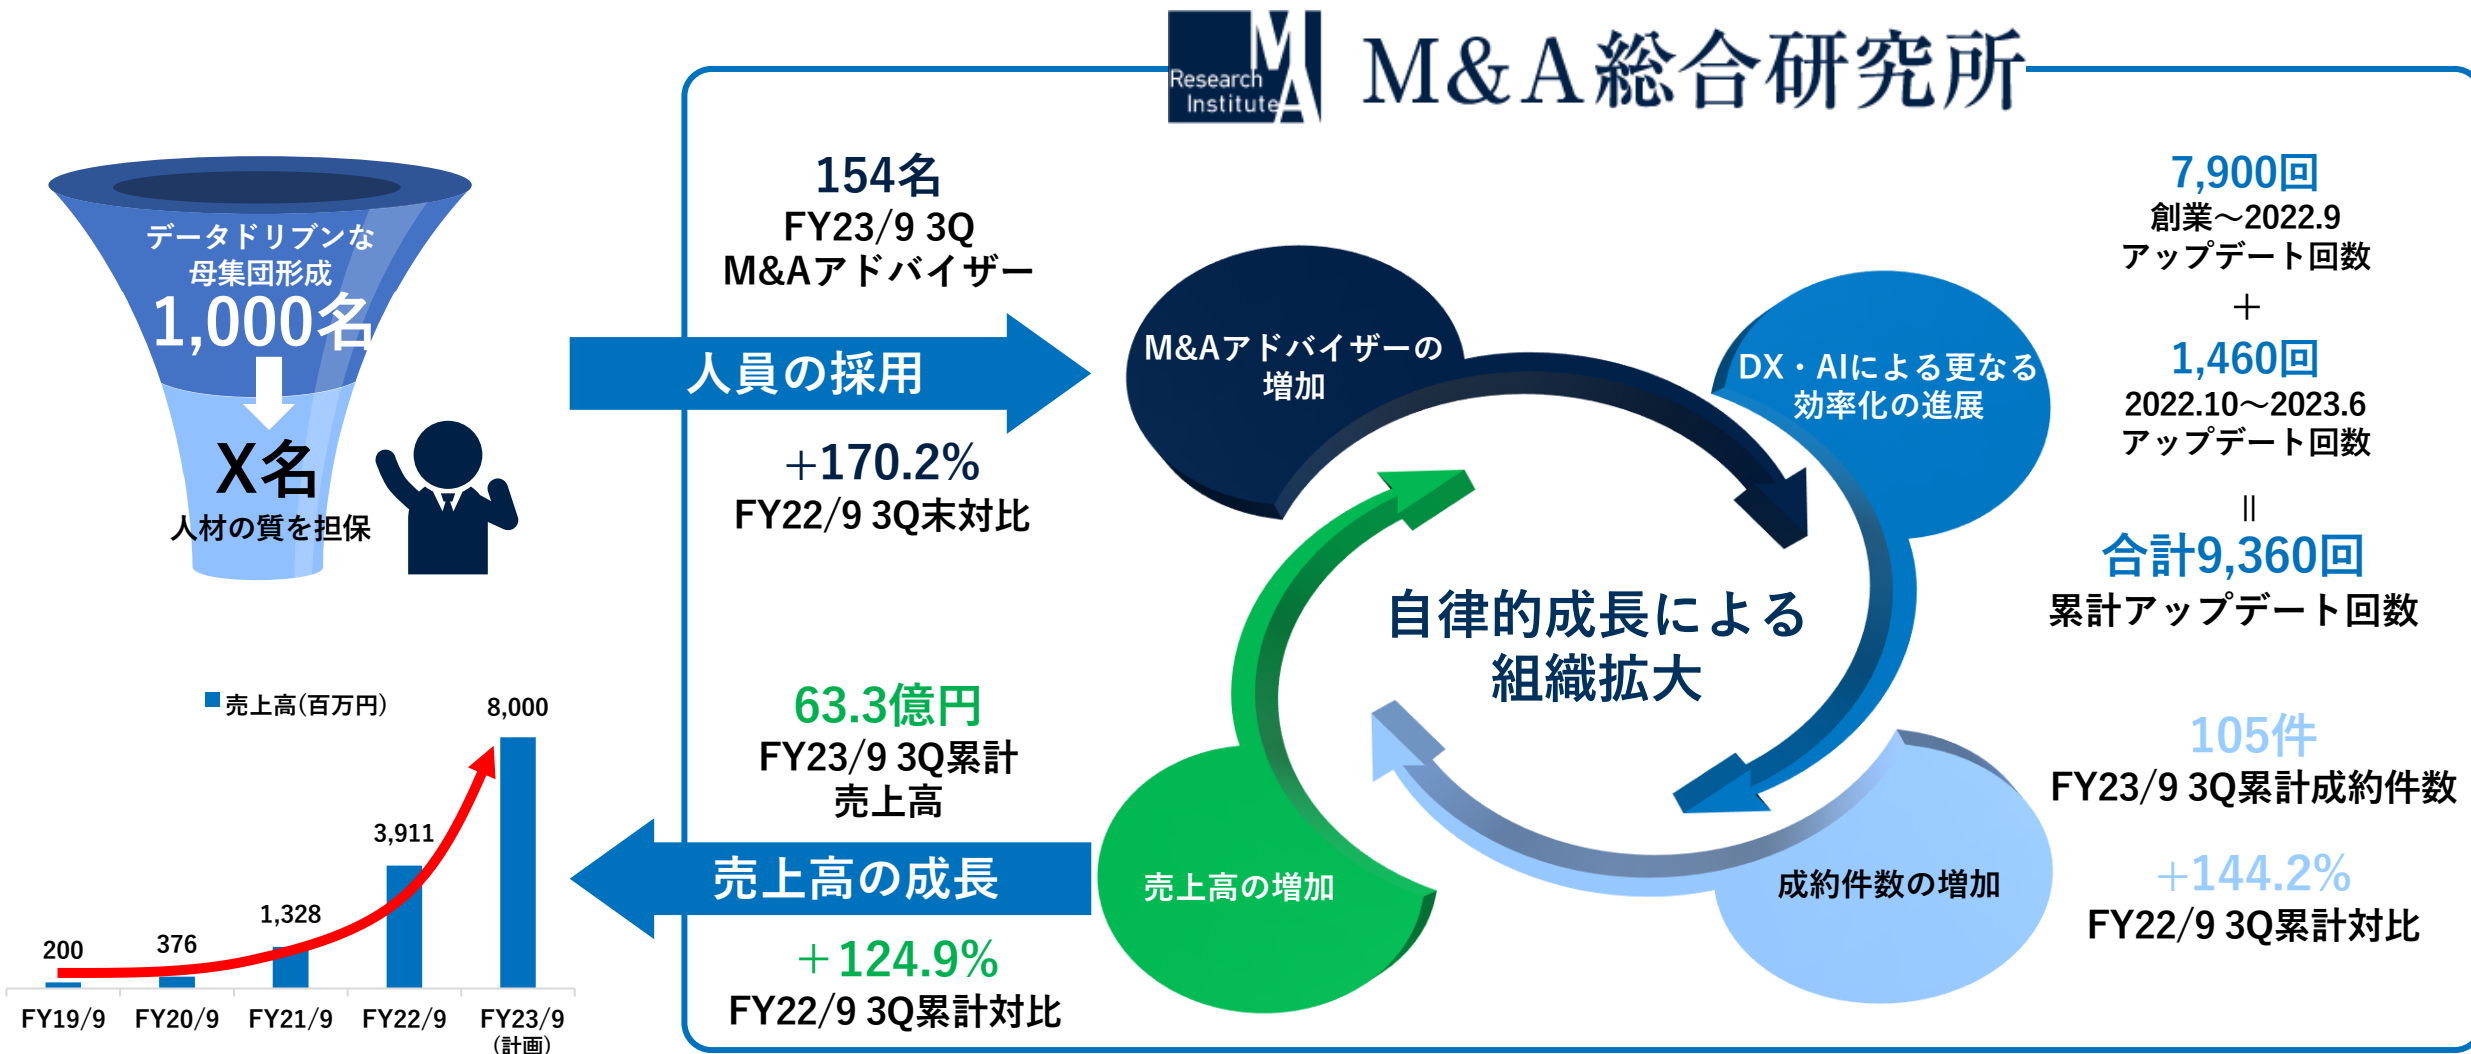 Research
Institute
MA
M&A総合研究所
データドリブンな
母集団形成
1,000名
X名
人材の質を担保
154名
FY23/9 3Q
M&Aアドバイザー
人員の採用
+170.2%
FY22/9 3Q末対比
M&Aアドバイザーの
増加
DX・AIによる更なる
効率化の進展
7,900回
創業～2022.9
アップデート回数
+
1,460回
2022.10～2023.6
アップデート回数
||
合計9,360回
累計アップデート回数
自律的成長による
組織拡大
売上高(百万円)
8,000
3,911
1,328
376
200
FY19/9
FY20/9
FY21/9
FY22/9
FY23/9
(計画)
63.3億円
FY23/9 3Q累計
売上高
売上高の成長
+124.9%
FY22/9 3Q累計対比
売上高の増加
成約件数の増加
105件
FY23/9 3Q累計成約件数
+144.2%
FY22/9 3Q累計対比